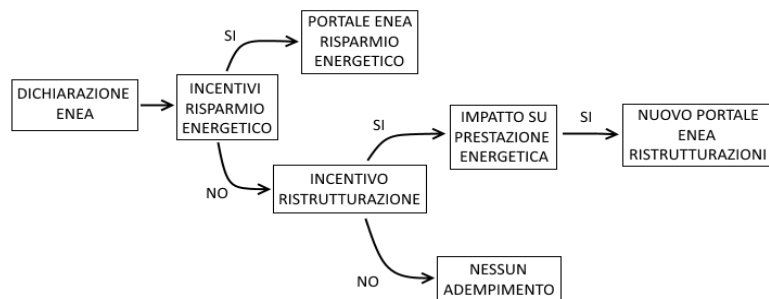 PORTALE ENEA
RISPARMIO
ENERGETICO
SI
DICHIARAZIONE
ENEA
INCENTIVI
RISPARMIO
ENERGETICO
SI
IMPATTO SU
PRESTAZIONE
ENERGETICA
SI
NUOVO PORTALE
ENEA
RISTRUTTURAZIONI
NO
INCENTIVO
RISTRUTTURAZIONE
NO
NESSUN
ADEMPIMENTO